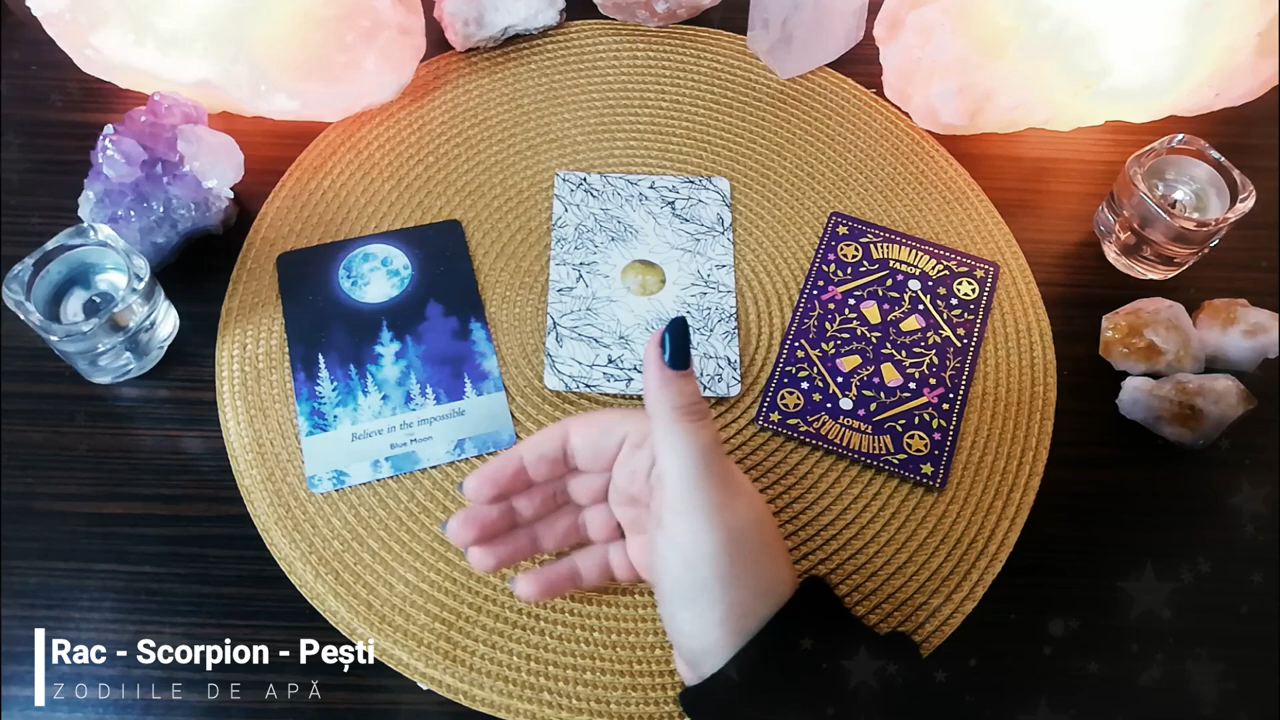 Believe in the impossible
Blue Moon
AFFIRMATORS!
TAROT
AFFIRMATORS!
TAROT
Rac - Scorpion - Pești
ZODIILE DE APĂ